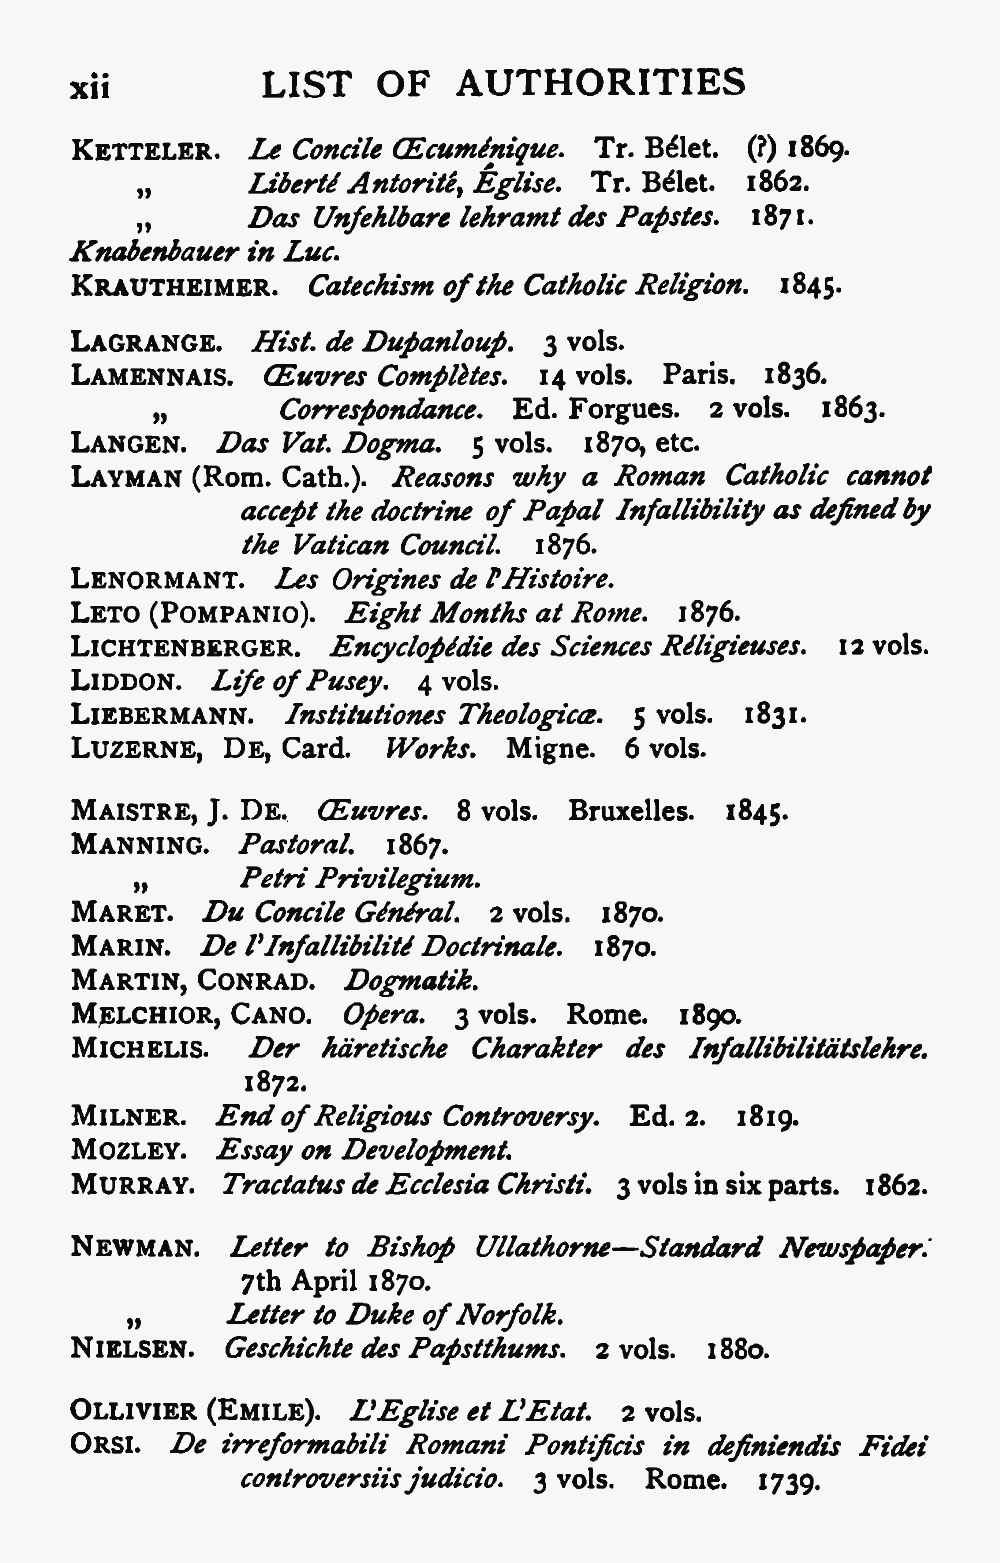 xii LIST OF AUTHORITIES
KETTELER. Le Concile Œcuménique. Tr. Bélet. (?) 1869.
„ Liberté Antorité, Église. Tr. Bélet. 1862.
„ Das Unfehlbare lehramt des Papstes. 1871.
Knabenbauer in Luc.
KRAUTHEIMER. Catechism of the Catholic Religion. 1845.
LAGRANGE. Hist. de Dupanloup. 3 vols.
LAMENNAIS. Œuvres Complètes. 14 vols. Paris. 1836.
„ Correspondance. Ed. Forgues. 2 vols. 1863.
LANGEN. Das Vat. Dogma. 5 vols. 1870, etc.
LAYMAN (Rom. Cath.). Reasons why a Roman Catholic cannot
accept the doctrine of Papal Infallibility as defined by
the Vatican Council. 1876.
LENORMANT. Les Origines de l'Histoire.
LETO (POMPANIO). Eight Months at Rome. 1876.
LICHTENBERGER. Encyclopédie des Sciences Réligieuses. 12 vols.
LIDDON. Life of Pusey. 4 vols.
LIEBERMANN. Institutiones Theologicæ. 5 vols. 1831.
LUZERNE, DE, Card. Works. Migne. 6 vols.
MAISTRE, J. DE. Œuvres. 8 vols. Bruxelles. 1845.
MANNING. Pastoral. 1867.
„ Petri Privilegium.
MARET. Du Concile Général. 2 vols. 1870.
MARIN. De l'Infallibilité Doctrinale. 1870.
MARTIN, CONRAD. Dogmatik.
MELCHIOR, CANO. Opera. 3 vols. Rome. 1890.
MICHELIS. Der häretische Charakter des Infallibilitätslehre.
1872.
MILNER. End of Religious Controversy. Ed. 2. 1819.
MOZLEY. Essay on Development.
MURRAY. Tractatus de Ecclesia Christi. 3 vols in six parts. 1862.
NEWMAN. Letter to Bishop Ullathorne—Standard Newspaper.
7th April 1870.
„ Letter to Duke of Norfolk.
NIELSEN. Geschichte des Papstthums. 2 vols. 1880.
OLLIVIER (EMILE). L'Eglise et L'Etat. 2 vols.
ORSI. De irreformabili Romani Pontificis in definiendis Fidei
controversiis judicio. 3 vols. Rome. 1739.